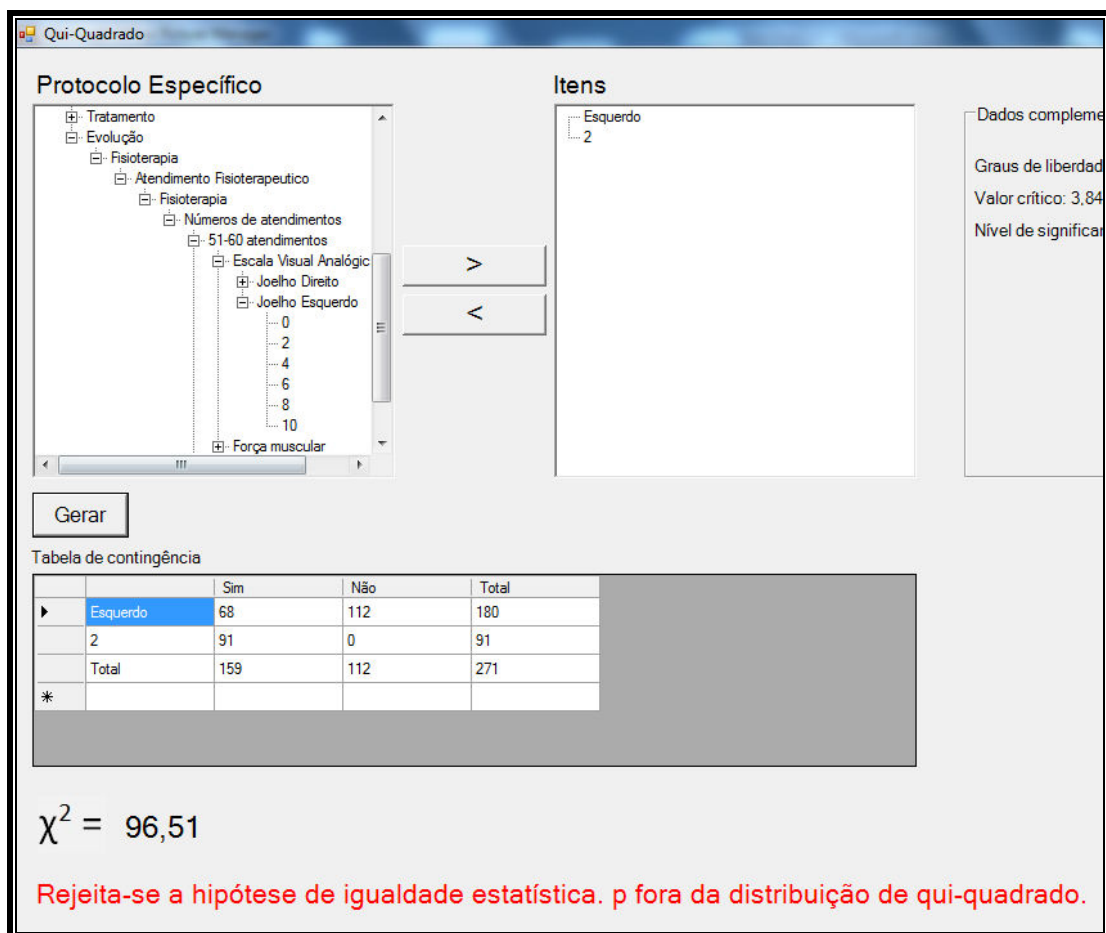 Qui-Quadrado
Protocolo Específico
Tratamento
Evolução
Fisioterapia
Atendimento Fisioterapeutico
Fisioterapia
Números de atendimentos
51-60 atendimentos
Escala Visual Analógic
Joelho Direito
Joelho Esquerdo
0
2
4
6
8
10
Força muscular
>
<
Itens
Esquerdo
2
Dados compleme
Graus de liberdad
Valor crítico: 3,84
Nível de significar
Gerar
Tabela de contingência
Sim Não Total
Esquerdo 68 112 180
2 91 0 91
Total 159 112 271
χ² = 96,51
Rejeita-se a hipótese de igualdade estatística. p fora da distribuição de qui-quadrado.